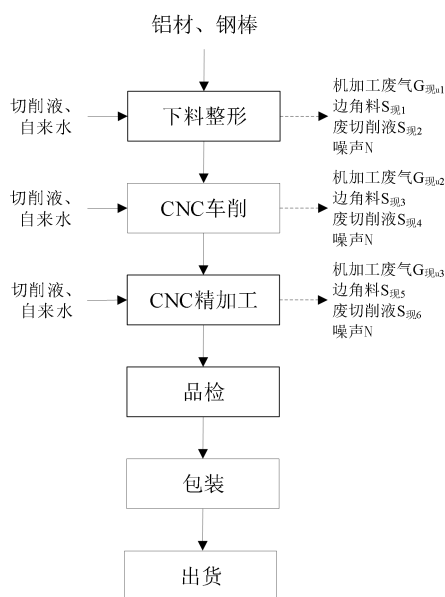 铝材、钢棒
切削液、
自来水
下料整形
机加工废气G现u1
边角料S现1
废切削液S现2
噪声N
切削液、
自来水
CNC车削
机加工废气G现u2
边角料S现3
废切削液S现4
噪声N
切削液、
自来水
CNC精加工
机加工废气G现u3
边角料S现5
废切削液S现6
噪声N
品检
包装
出货